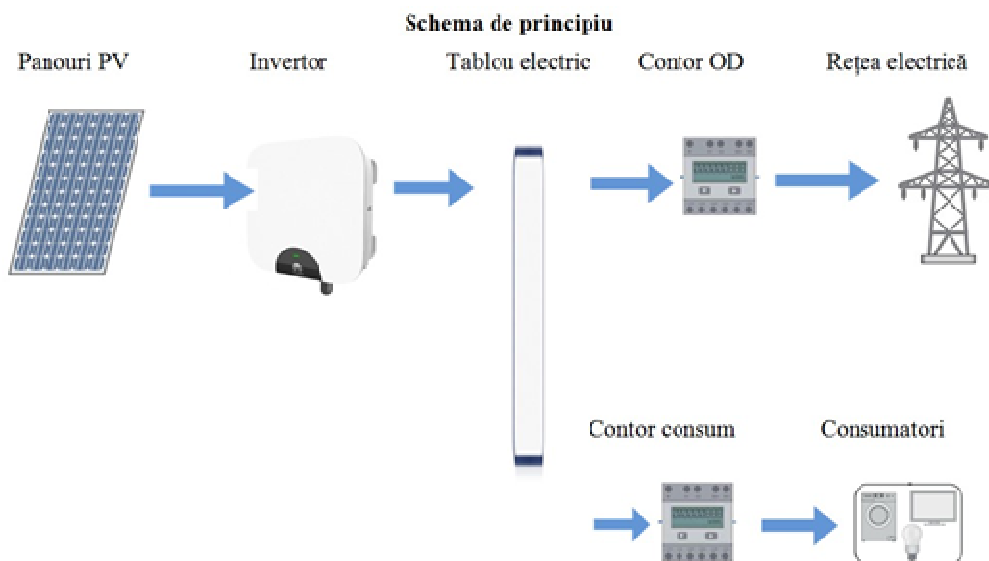 Schema de principiu
Panouri PV
Invertor
Tablou electric
Contor OD
Rețea electrică
Contor consum
Consumatori